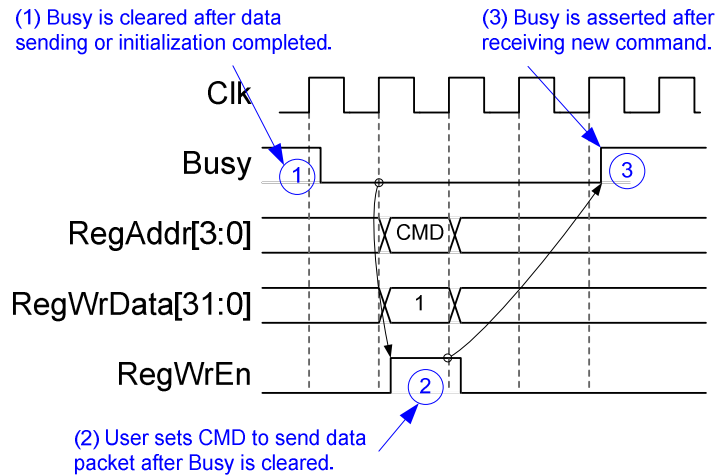 (1) Busy is cleared after data
sending or initialization completed.
(3) Busy is asserted after
receiving new command.
Clk
Busy
1
3
RegAddr[3:0]
CMD
RegWrData[31:0]
1
RegWrEn
2
(2) User sets CMD to send data
packet after Busy is cleared.